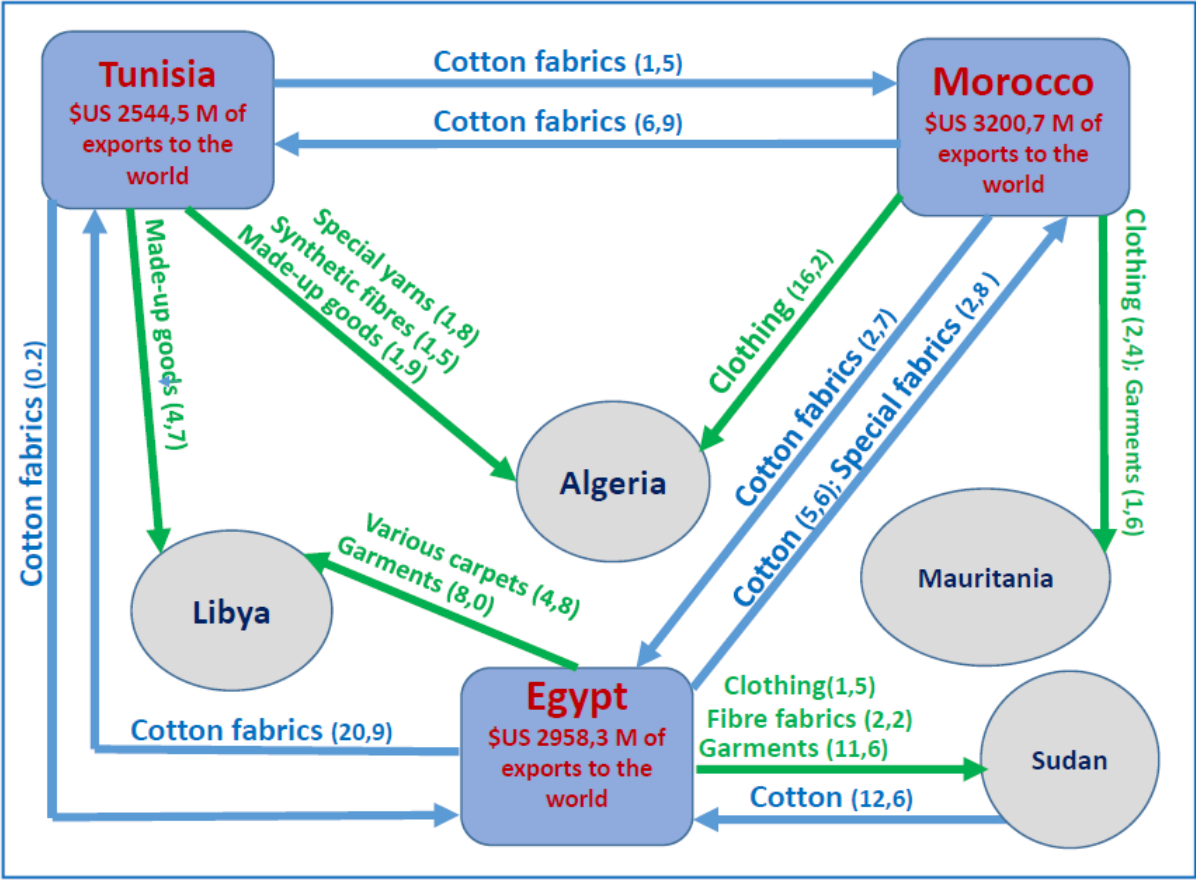 Tunisia
$US 2544,5 M of
exports to the
world
Cotton fabrics (1,5)
Cotton fabrics (6,9)
Morocco
$US 3200,7 M of
exports to the
world
Made-up goods (4,7)
Special yarns (1,8)
Synthetic fibres (1,5)
Made-up goods (1,9)
Clothing (16,2)
Cotton fabrics (2,7)
Cotton (5,6); Special fabrics (2,8 )
Clothing (2,4); Garments (1,6)
Cotton fabrics (0.2)
Algeria
Mauritania
Libya
Various carpets (4,8)
Garments (8,0)
Cotton fabrics (20,9)
Egypt
$US 2958,3 M of
exports to the
world
Clothing(1,5)
Fibre fabrics (2,2)
Garments (11,6)
Cotton (12,6)
Sudan